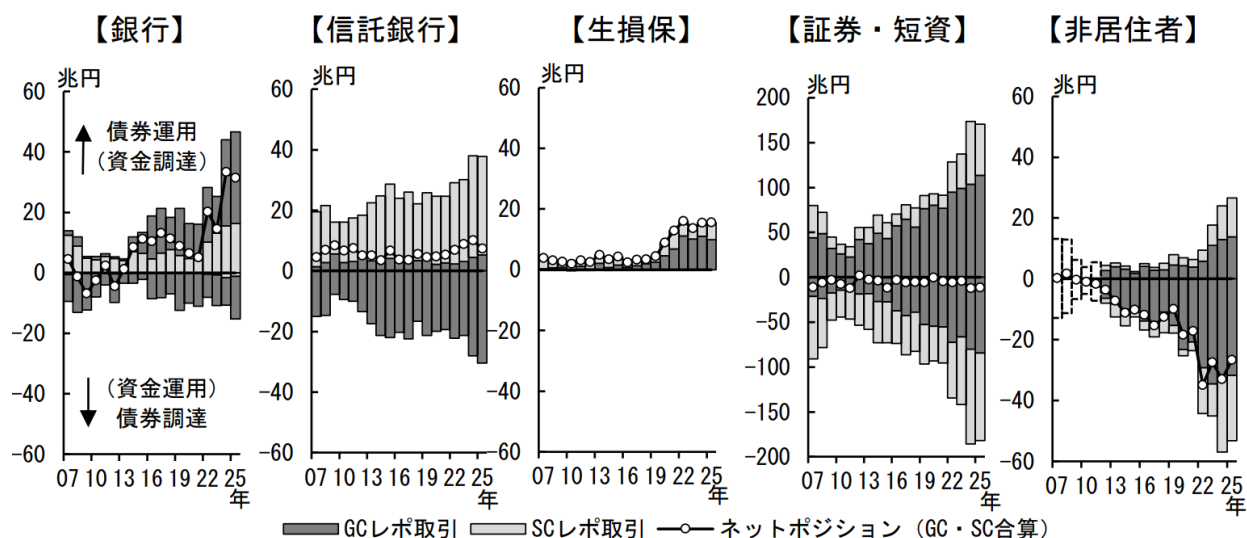 【銀行】
兆円
60
40
20
0
−20
−40
−60
債券運用
（資金調達）
（資金運用）
債券調達
07 10 13 16 19 22 25
年
【信託銀行】
兆円
60
40
20
0
−20
−40
−60
07 10 13 16 19 22 25
年
【生損保】
兆円
60
40
20
0
−20
−40
−60
07 10 13 16 19 22 25
年
【証券・短資】
兆円
200
150
100
50
0
−50
−100
−150
−200
07 10 13 16 19 22 25
年
【非居住者】
兆円
60
40
20
0
−20
−40
−60
07 10 13 16 19 22 25
年
GCレポ取引 SCレポ取引 ネットポジション（GC・SC合算）